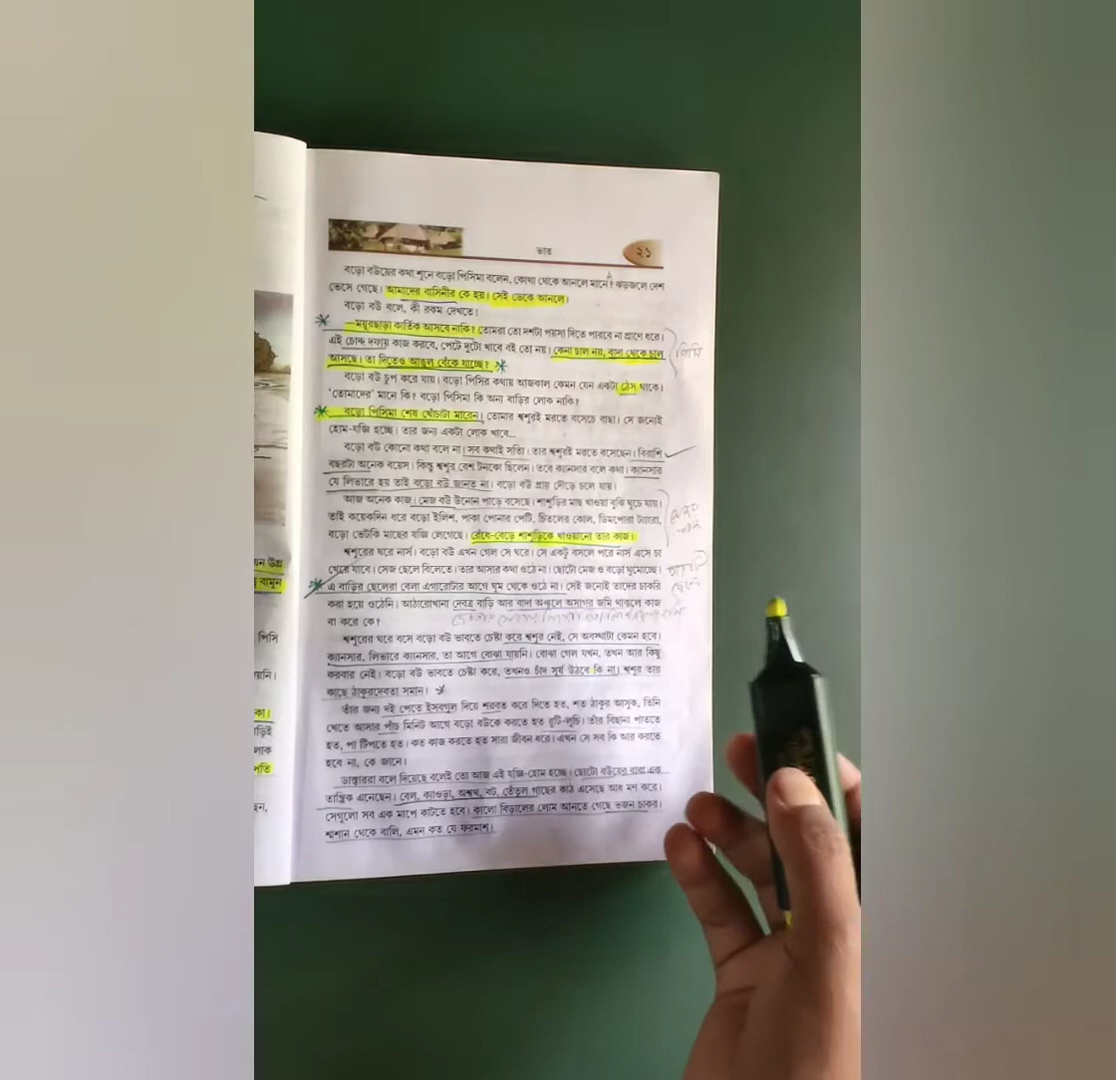 ভাত
২১
বড়ো বউয়ের কথা শুনে বড়ো পিসিমা বলেন, কোথা থেকে আনলে মানে? ঝড়জলে দেশ
ভেসে গেছে। আমাদের বাসিনীর কে হয়। সেই ডেকে আনলে।
বড়ো বউ বলে, কী রকম দেখতে!
—ময়ূরছাড়া কার্তিক আসবে নাকি? তোমরা তো দশটা পয়সা দিতে পারবে না প্রাণে ধরে।
এই চোদ্দ দফায় কাজ করবে, পেটে দুটো খাবে বই তো নয়। কেনা চাল নয়, বাদা থেকে চাল
আসছে। তা দিতেও আঙুল বেঁকে যাচ্ছে?
পিসি
বড়ো বউ চুপ করে যায়। বড়ো পিসির কথায় আজকাল কেমন যেন একটা ঠেস থাকে।
'তোমাদের' মানে কি? বড়ো পিসিমা কি অন্য বাড়ির লোক নাকি?
বড়ো পিসিমা শেষ খোঁচাটা মারেন, তোমার শ্বশুরই মরতে বসেচে বাছা। সে জন্যেই
হোম-যজ্ঞি হচ্ছে। তার জন্য একটা লোক খাবে...
বড়ো বউ কোনো কথা বলে না। সব কথাই সত্যি। তার শ্বশুরই মরতে বসেছেন। বিরাশি
বছরটা অনেক বয়েস। কিন্তু শ্বশুর বেশ টনকো ছিলেন। তবে ক্যানসার বলে কথা। ক্যানসার
যে লিভারে হয় তাই বড়ো বউ জানত না। বড়ো বউ প্রায় দৌড়ে চলে যায়।
আজ অনেক কাজ। মেজ বউ উনোন পাড়ে বসেছে। শাশুড়ির মাছ খাওয়া বুঝি ঘুচে যায়।
তাই কয়েকদিন ধরে বড়ো ইলিশ, পাকা পোনার পেটি, চিতলের কোল, ডিমপোরা ট্যাংরা,
বড়ো ভেটকি মাছের যজ্ঞি লেগেছে। রেঁধে-বেড়ে শাশুড়িকে খাওয়ানো তার কাজ।
শ্বশুরের ঘরে নার্স। বড়ো বউ এখন গেল সে ঘরে। সে একটু বসলে পরে নার্স এসে চা
খেয়ে যাবে। সেজ ছেলে বিলেতে। তার আসার কথা ওঠে না। ছোটো মেজ ও বড়ো ঘুমোচ্ছে।
এ বাড়ির ছেলেরা বেলা এগারোটার আগে ঘুম থেকে ওঠে না। সেই জন্যেই তাদের চাকরি
করা হয়ে ওঠেনি। আঠারোখানা দেবত্র বাড়ি আর বাদা অঞ্চলে অসাগর জমি থাকলে কাজ
বা করে কে?
শ্বশুরের ঘরে বসে বড়ো বউ ভাবতে চেষ্টা করে শ্বশুর নেই, সে অবস্থাটা কেমন হবে।
ক্যানসার, লিভারে ক্যানসার, তা আগে বোঝা যায়নি। বোঝা গেল যখন, তখন আর কিছু
করবার নেই। বড়ো বউ ভাবতে চেষ্টা করে, তখনও চাঁদ সূর্য উঠবে কি না। শ্বশুর তার
কাছে ঠাকুরদেবতা সমান।
তাঁর জন্য দই পেতে ইসবগুল দিয়ে শরবত করে দিতে হত, শত ঠাকুর আসুক, তিনি
খেতে আসার পাঁচ মিনিট আগে বড়ো বউকে করতে হত রুটি-লুচি। তাঁর বিছানা পাততে
হত, পা টিপতে হত। কত কাজ করতে হত সারা জীবন ধরে। এখন সে সব কি আর করতে
হবে না, কে জানে।
ডাক্তাররা বলে দিয়েছে বলেই তো আজ এই যজ্ঞি-হোম হচ্ছে। ছোটো বউয়ের বাবা এক
তান্ত্রিক এনেছেন। বেল, ক্যাওড়া, অশ্বত্থ, বট, তেঁতুল গাছের কাঠ এসেছে আধ মণ করে।
সেগুলো সব এক মাপে কাটতে হবে। কালো বিড়ালের লোম আনতে গেছে ভজন চাকর।
শ্মশান থেকে বালি, এমন কত যে ফরমাশ।